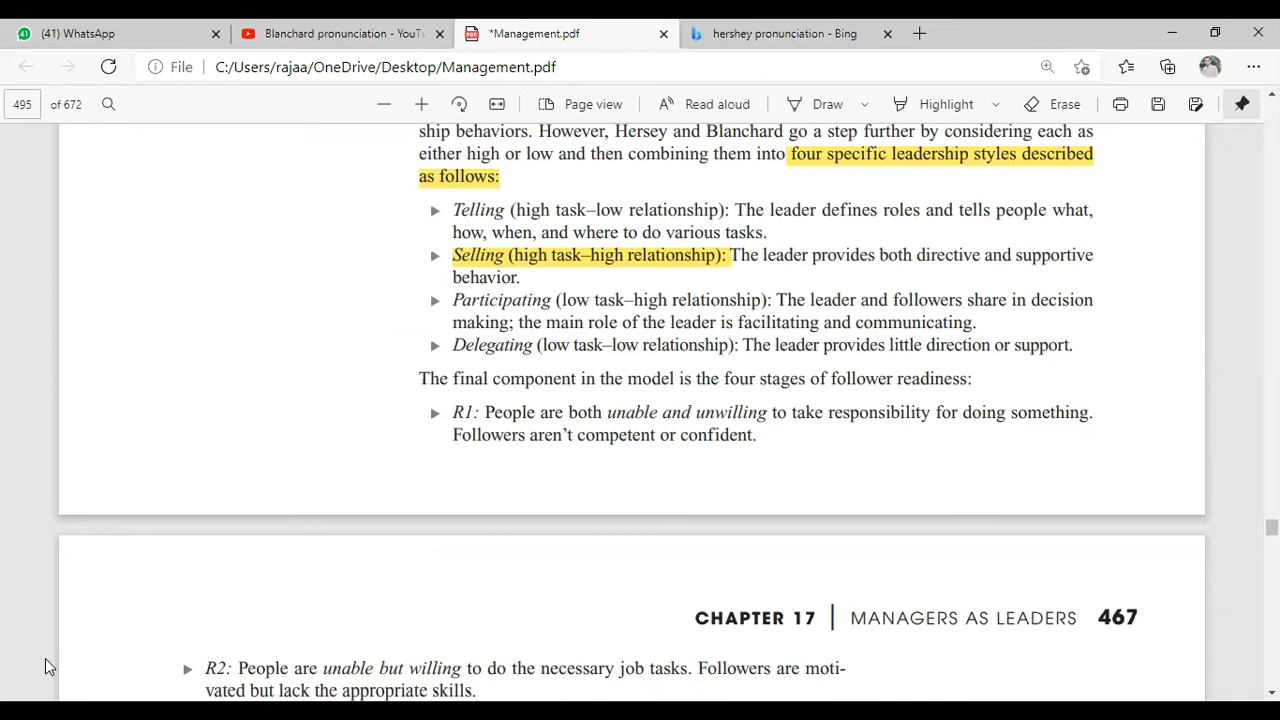 (41) WhatsApp
Blanchard pronunciation - YouT
*Management.pdf
hershey pronunciation - Bing
File
C:/Users/rajaa/OneDrive/Desktop/Management.pdf
495 of 672
Page view
Read aloud
Draw
Highlight
Erase
ship behaviors. However, Hersey and Blanchard go a step further by considering each as
either high or low and then combining them into four specific leadership styles described
as follows:
Telling (high task–low relationship): The leader defines roles and tells people what,
how, when, and where to do various tasks.
Selling (high task–high relationship): The leader provides both directive and supportive
behavior.
Participating (low task–high relationship): The leader and followers share in decision
making; the main role of the leader is facilitating and communicating.
Delegating (low task–low relationship): The leader provides little direction or support.
The final component in the model is the four stages of follower readiness:
R1: People are both unable and unwilling to take responsibility for doing something.
Followers aren’t competent or confident.
CHAPTER 17 | MANAGERS AS LEADERS 467
R2: People are unable but willing to do the necessary job tasks. Followers are moti-
vated but lack the appropriate skills.